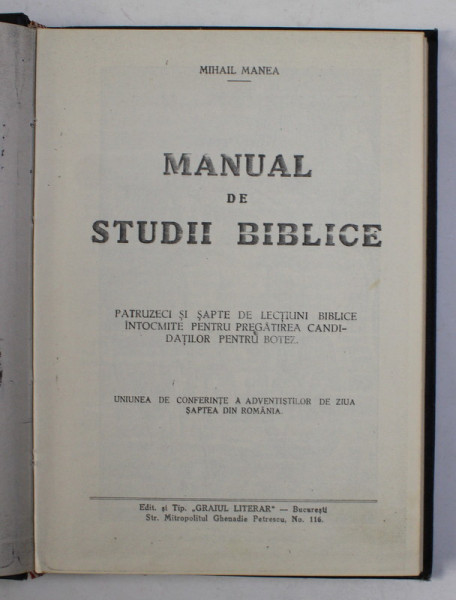 MIHAIL MANEA
MANUAL
DE
STUDII BIBLICE
PATRUZECI ȘI ȘAPTE DE LECȚIUNI BIBLICE
ÎNTOCMITE PENTRU PREGĂTIREA CANDI-
DAȚILOR PENTRU BOTEZ.
UNIUNEA DE CONFERINȚE A ADVENTIȘTILOR DE ZIUA
ȘAPTEA DIN ROMÂNIA.
Edit. și Tip. „GRAIUL LITERAR" — București
Str. Mitropolitul Ghenadie Petrescu, No. 116.